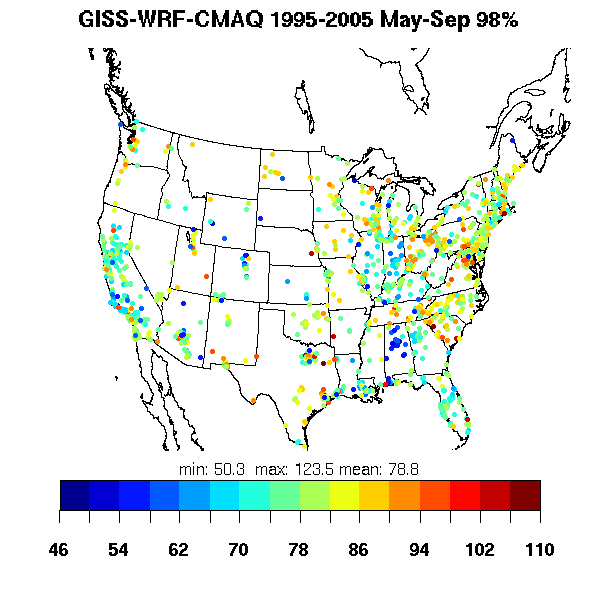 GISS-WRF-CMAQ 1995-2005 May-Sep 98%
min: 50.3 max: 123.5 mean: 78.8
46 54 62 70 78 86 94 102 110